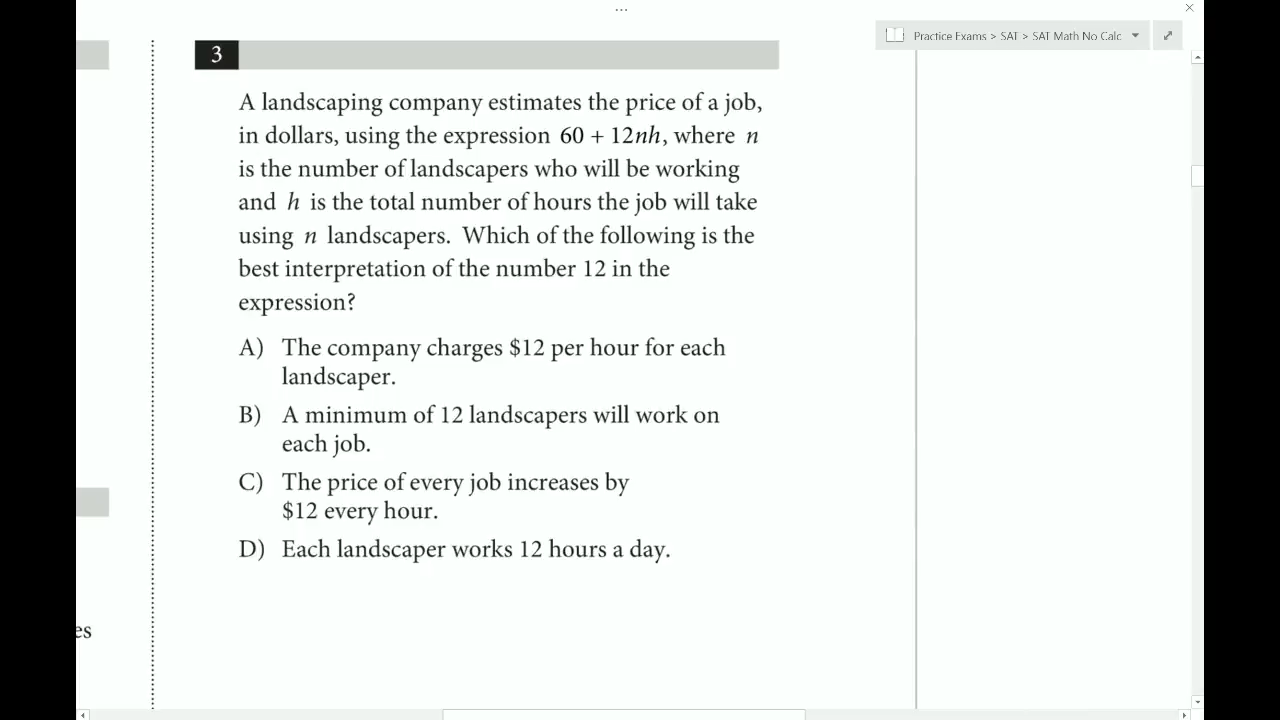 ...
Practice Exams > SAT > SAT Math No Calc
3
A landscaping company estimates the price of a job,
in dollars, using the expression 60 + 12nh, where n
is the number of landscapers who will be working
and h is the total number of hours the job will take
using n landscapers. Which of the following is the
best interpretation of the number 12 in the
expression?
A) The company charges $12 per hour for each
landscaper.
B) A minimum of 12 landscapers will work on
each job.
C) The price of every job increases by
$12 every hour.
D) Each landscaper works 12 hours a day.
es